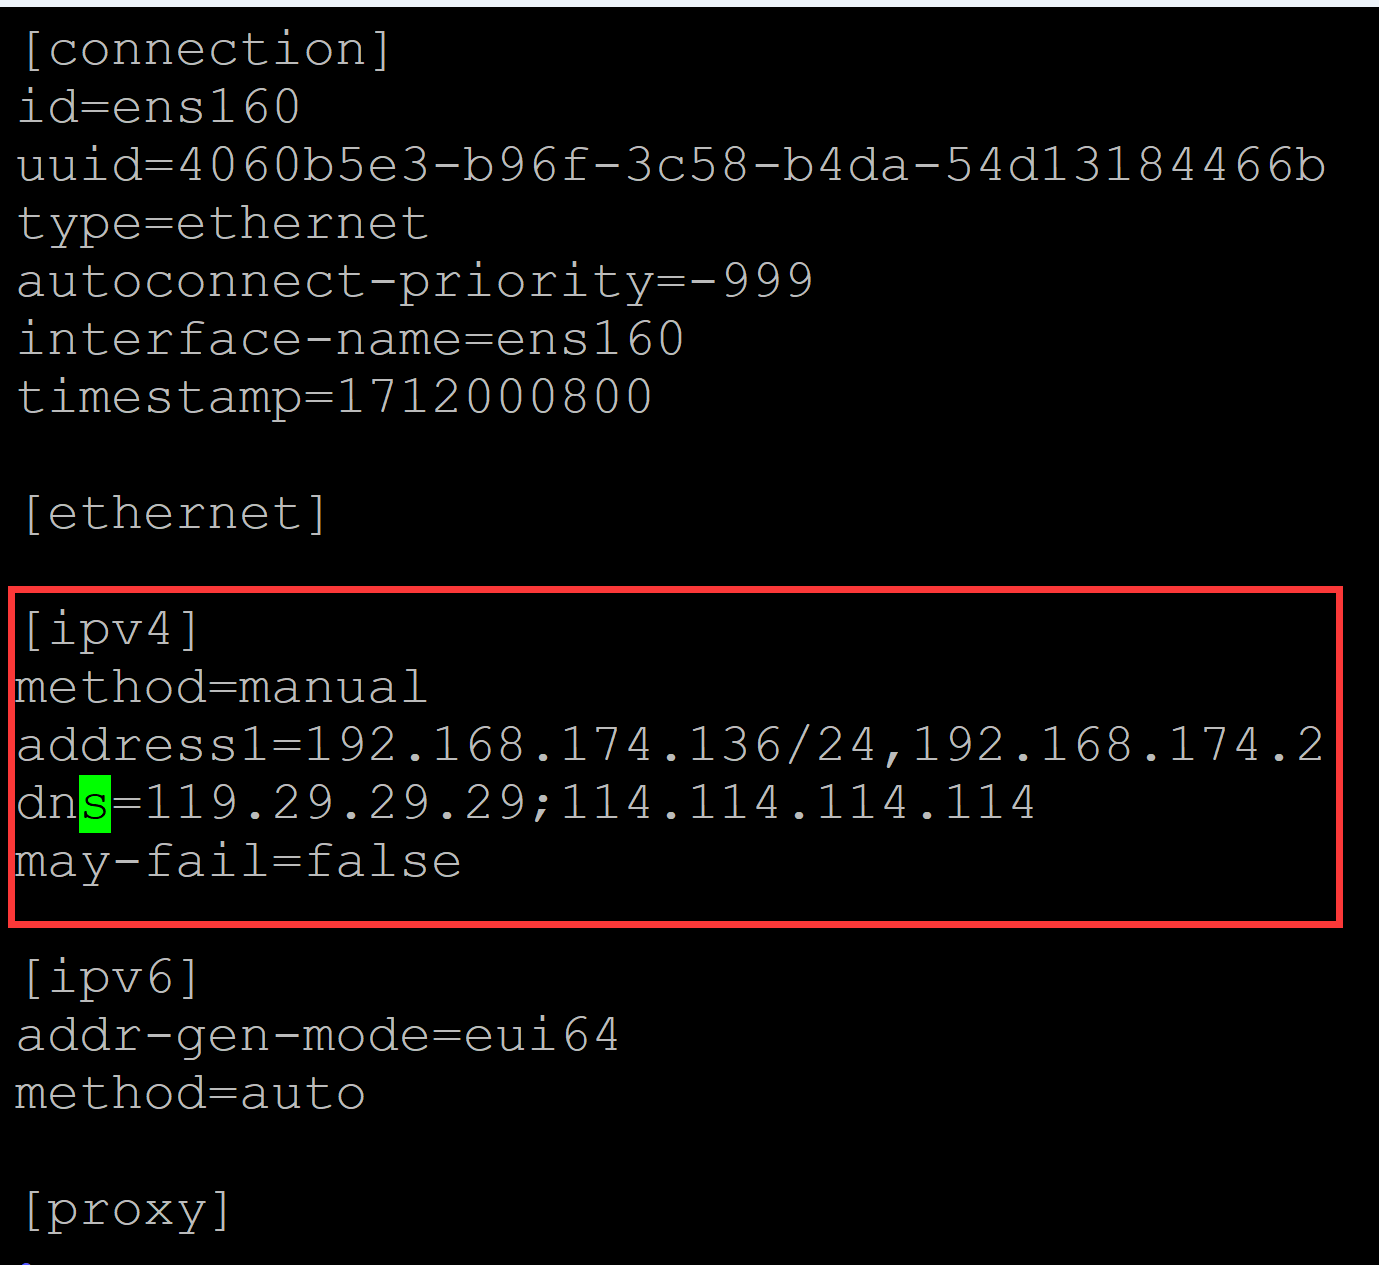 [connection]
id=ens160
uuid=4060b5e3-b96f-3c58-b4da-54d13184466b
type=ethernet
autoconnect-priority=-999
interface-name=ens160
timestamp=1712000800
[ethernet]
[ipv4]
method=manual
address1=192.168.174.136/24,192.168.174.2
dns=119.29.29.29;114.114.114.114
may-fail=false
[ipv6]
addr-gen-mode=eui64
method=auto
[proxy]